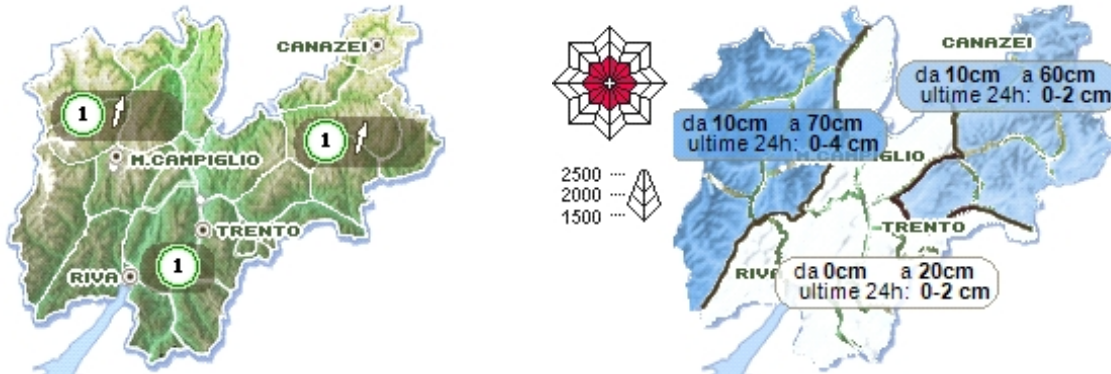 CANAZEI
1
1
M.CAMPIGLIO
TRENTO
RIVA
1
CANAZEI
da 10cm a 60cm
ultime 24h: 0-2 cm
da 10cm a 70cm
ultime 24h: 0-4 cm
M.CAMPIGLIO
2500
2000
1500
TRENTO
RIVA
da 0cm a 20cm
ultime 24h: 0-2 cm